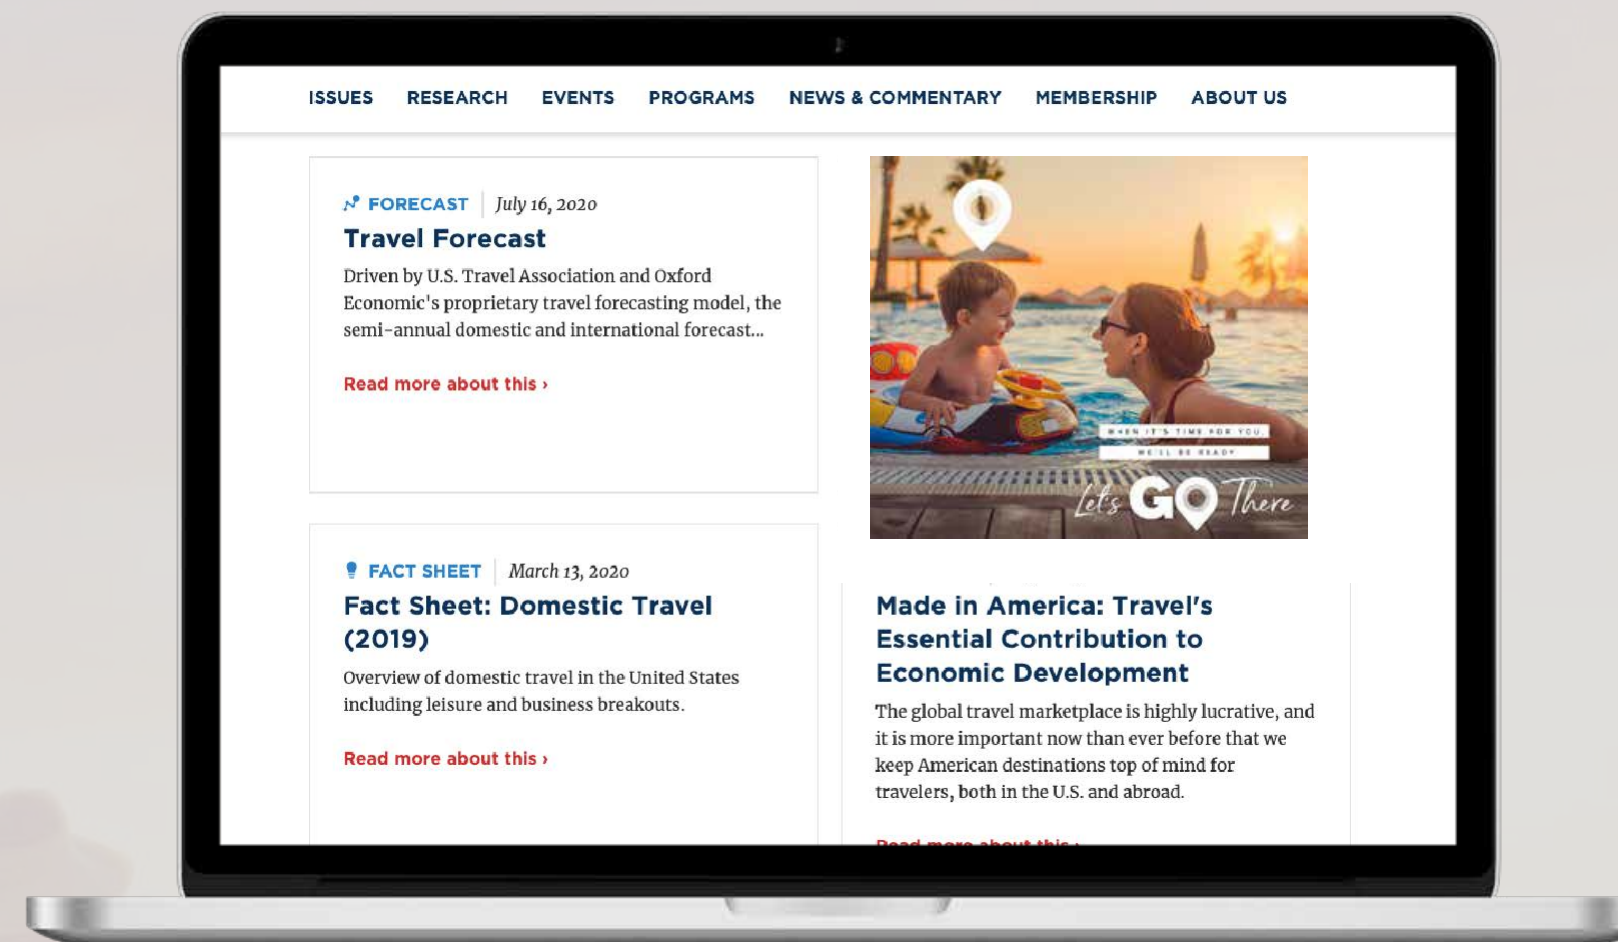 ISSUES RESEARCH EVENTS PROGRAMS NEWS & COMMENTARY MEMBERSHIP ABOUT US
FORECAST | July 16, 2020
Travel Forecast
Driven by U.S. Travel Association and Oxford
Economic's proprietary travel forecasting model, the
semi-annual domestic and international forecast...
Read more about this ›
WHEN IT'S TIME FOR YOU,
WE'LL BE READY
Let's GO There
FACT SHEET | March 13, 2020
Fact Sheet: Domestic Travel
(2019)
Overview of domestic travel in the United States
including leisure and business breakouts.
Read more about this ›
Made in America: Travel's
Essential Contribution to
Economic Development
The global travel marketplace is highly lucrative, and
it is more important now than ever before that we
keep American destinations top of mind for
travelers, both in the U.S. and abroad.
Read more about this ›